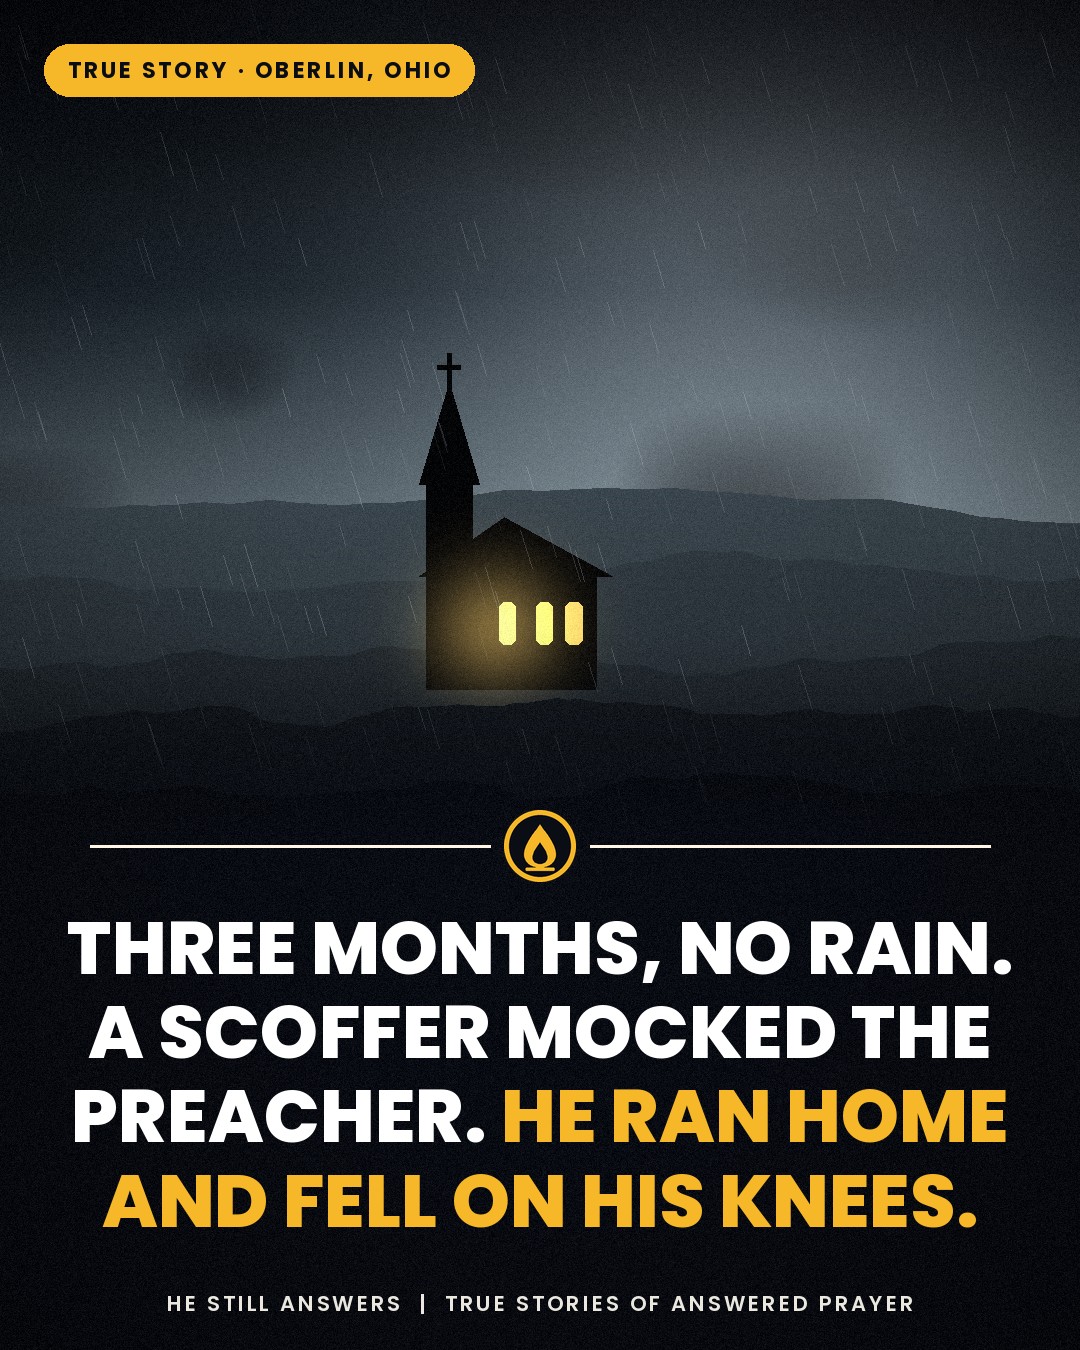 TRUE STORY · OBERLIN, OHIO
THREE MONTHS, NO RAIN.
A SCOFFER MOCKED THE
PREACHER. HE RAN HOME
AND FELL ON HIS KNEES.
HE STILL ANSWERS | TRUE STORIES OF ANSWERED PRAYER